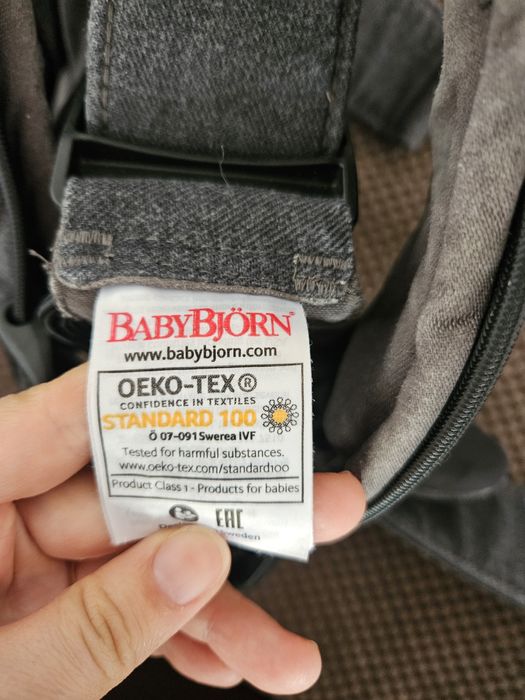 BABYBJÖRN
www.babybjorn.com
OEKO-TEX®
CONFIDENCE IN TEXTILES
STANDARD 100
Ö 07-091 Swerea IVF
Tested for harmful substances.
www.oeko-tex.com/standard100
Product Class 1 - Products for babies
EAC
Sweden